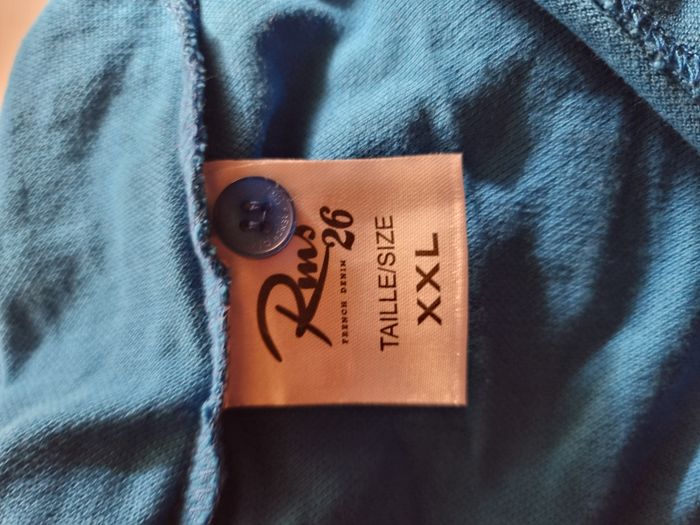 Rms 26
FRENCH DENIM
TAILLE/SIZE
XXL